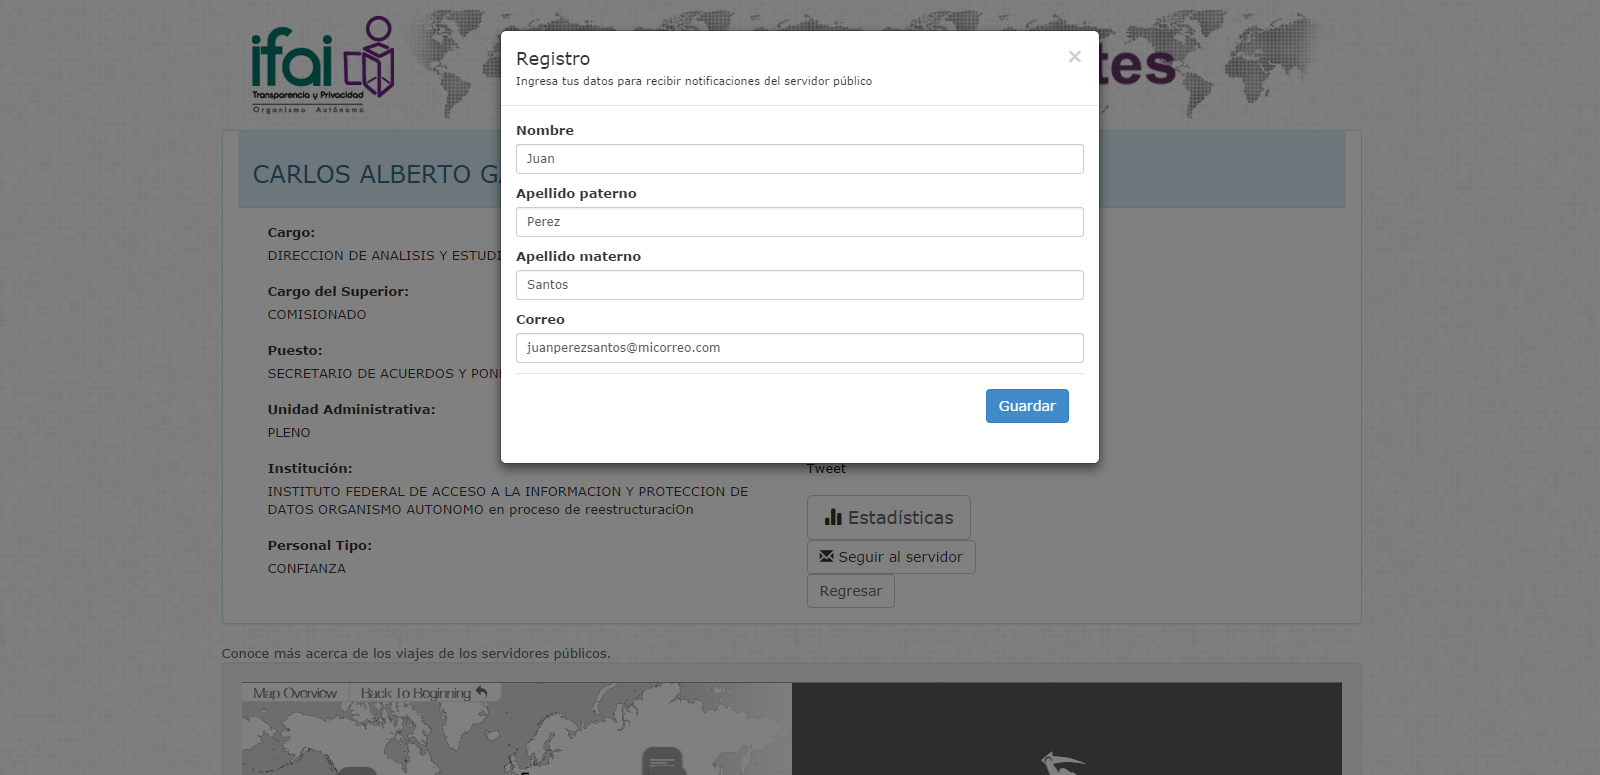 ifai
Transparencia y Privacidad
Organismo Autónomo
tes
Registro
×
Ingresa tus datos para recibir notificaciones del servidor público
Nombre
Juan
Apellido paterno
Perez
Apellido materno
Santos
Correo
juanperezsantos@micorreo.com
Guardar
CARLOS ALBERTO
Cargo:
DIRECCION DE ANALISIS Y ESTUDI
Cargo del Superior:
COMISIONADO
Puesto:
SECRETARIO DE ACUERDOS Y PON
Unidad Administrativa:
PLENO
Institución:
INSTITUTO FEDERAL DE ACCESO A LA INFORMACION Y PROTECCION DE
DATOS ORGANISMO AUTONOMO en proceso de reestructuraciOn
Personal Tipo:
CONFIANZA
Tweet
Estadísticas
Seguir al servidor
Regresar
Conoce más acerca de los viajes de los servidores públicos.
Map Overview
Back To Beginning